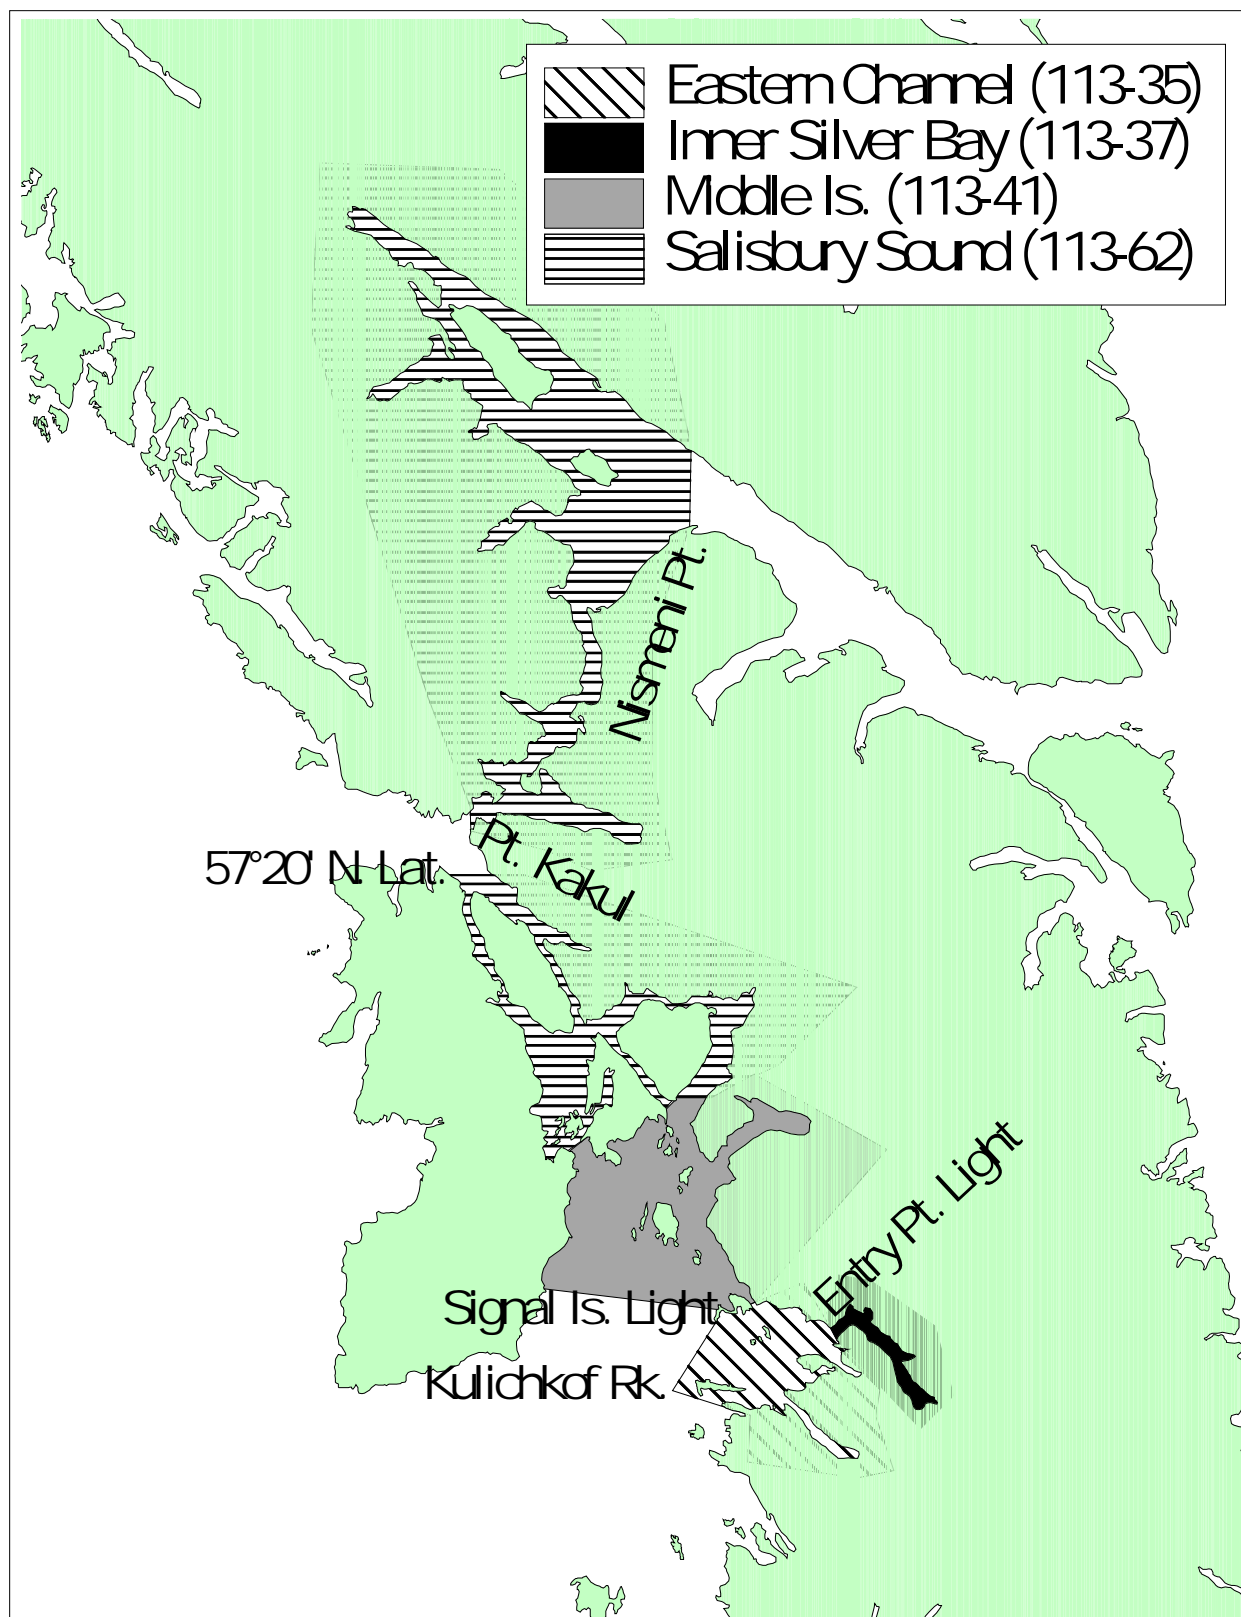 Eastern Channel (113-35)
Inner Silver Bay (113-37)
Middle Is. (113-41)
Salisbury Sound (113-62)
Nismeni Pt.
Pt. Kakul
57°20' N. Lat.
Entry Pt. Light
Signal Is. Light
Kulichkof Rk.